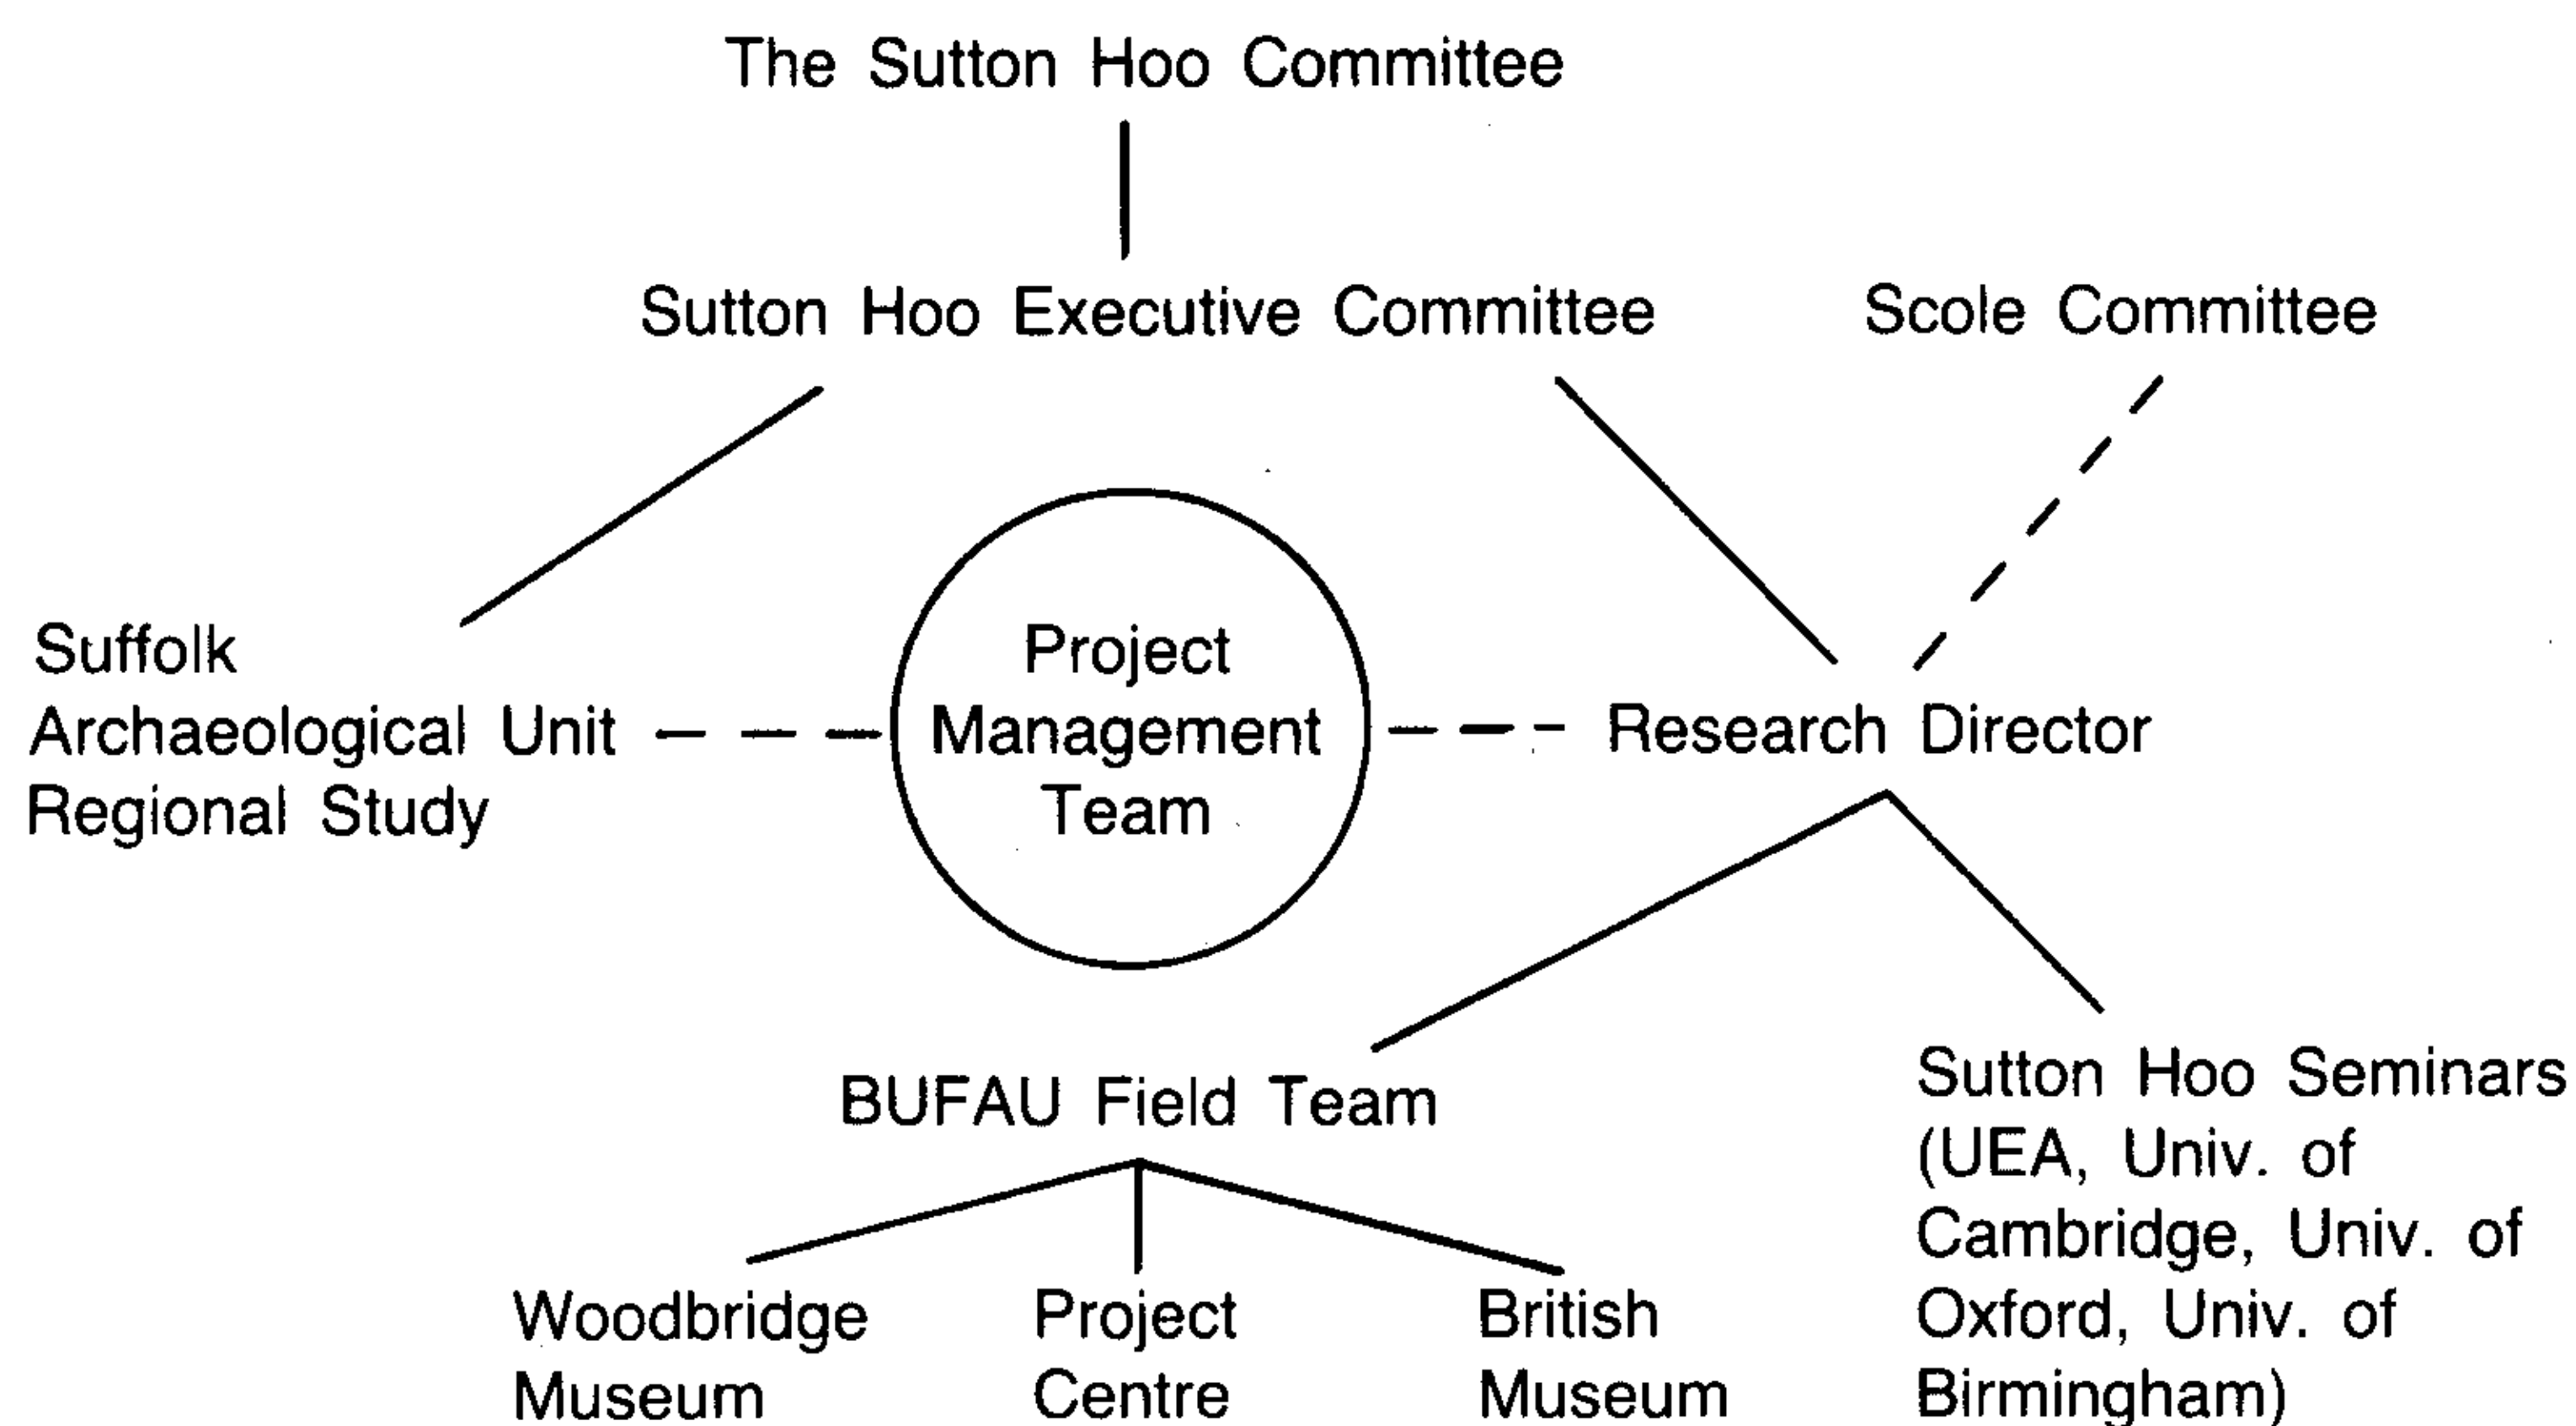 The Sutton Hoo Committee
Sutton Hoo Executive Committee
Scole Committee
Suffolk
Archaeological Unit
Regional Study
Project
Management
Team
Research Director
BUFAU Field Team
Sutton Hoo Seminars
(UEA, Univ. of
Cambridge, Univ. of
Oxford, Univ. of
Birmingham)
Woodbridge
Museum
Project
Centre
British
Museum